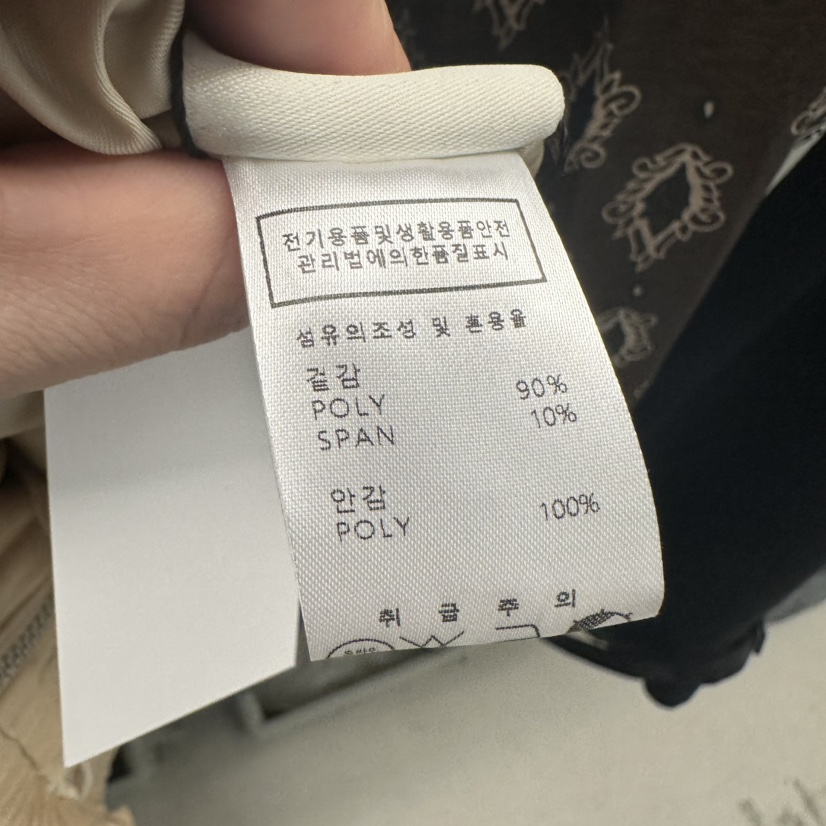 전기용품및생활용품안전
관리법에의한품질표시
섬유의조성 및 혼용율
겉감
POLY 90%
SPAN 10%
안감
POLY 100%
취급주의